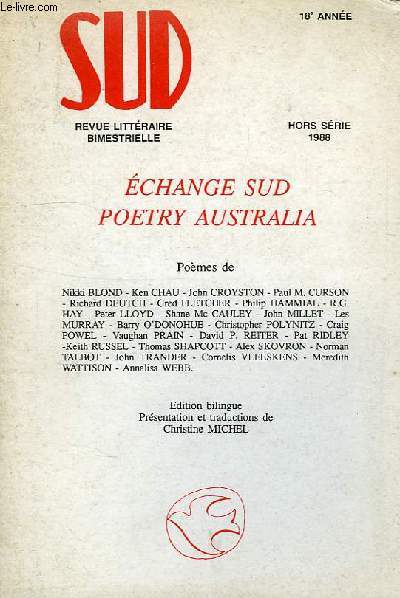 Le-livre.com
18e ANNÉE
SUD
REVUE LITTÉRAIRE
BIMESTRIELLE
HORS SÉRIE
1988
ÉCHANGE SUD
POETRY AUSTRALIA
Poèmes de
Nikki BLOND - Ken CHAU - John CROYSTON - Paul M. CURSON
- Richard DEUTCH - Cred FLETCHER - Philip HAMMIAL - R.G.
HAY - Peter LLOYD - Shane Mc CAULEY - John MILLET - Les
MURRAY - Barry O'DONOHUE - Christopher POLYNITZ - Craig
POWEL - Vaughan PRAIN - David P. REITER - Pat RIDLEY
-Keith RUSSEL - Thomas SHAPCOTT - Alex SKOVRON - Norman
TALBOT - John TRANDER - Cornelis VLEESKENS - Meredith
WATTISON - Annelisa WEBB.
Edition bilingue
Présentation et traductions de
Christine MICHEL